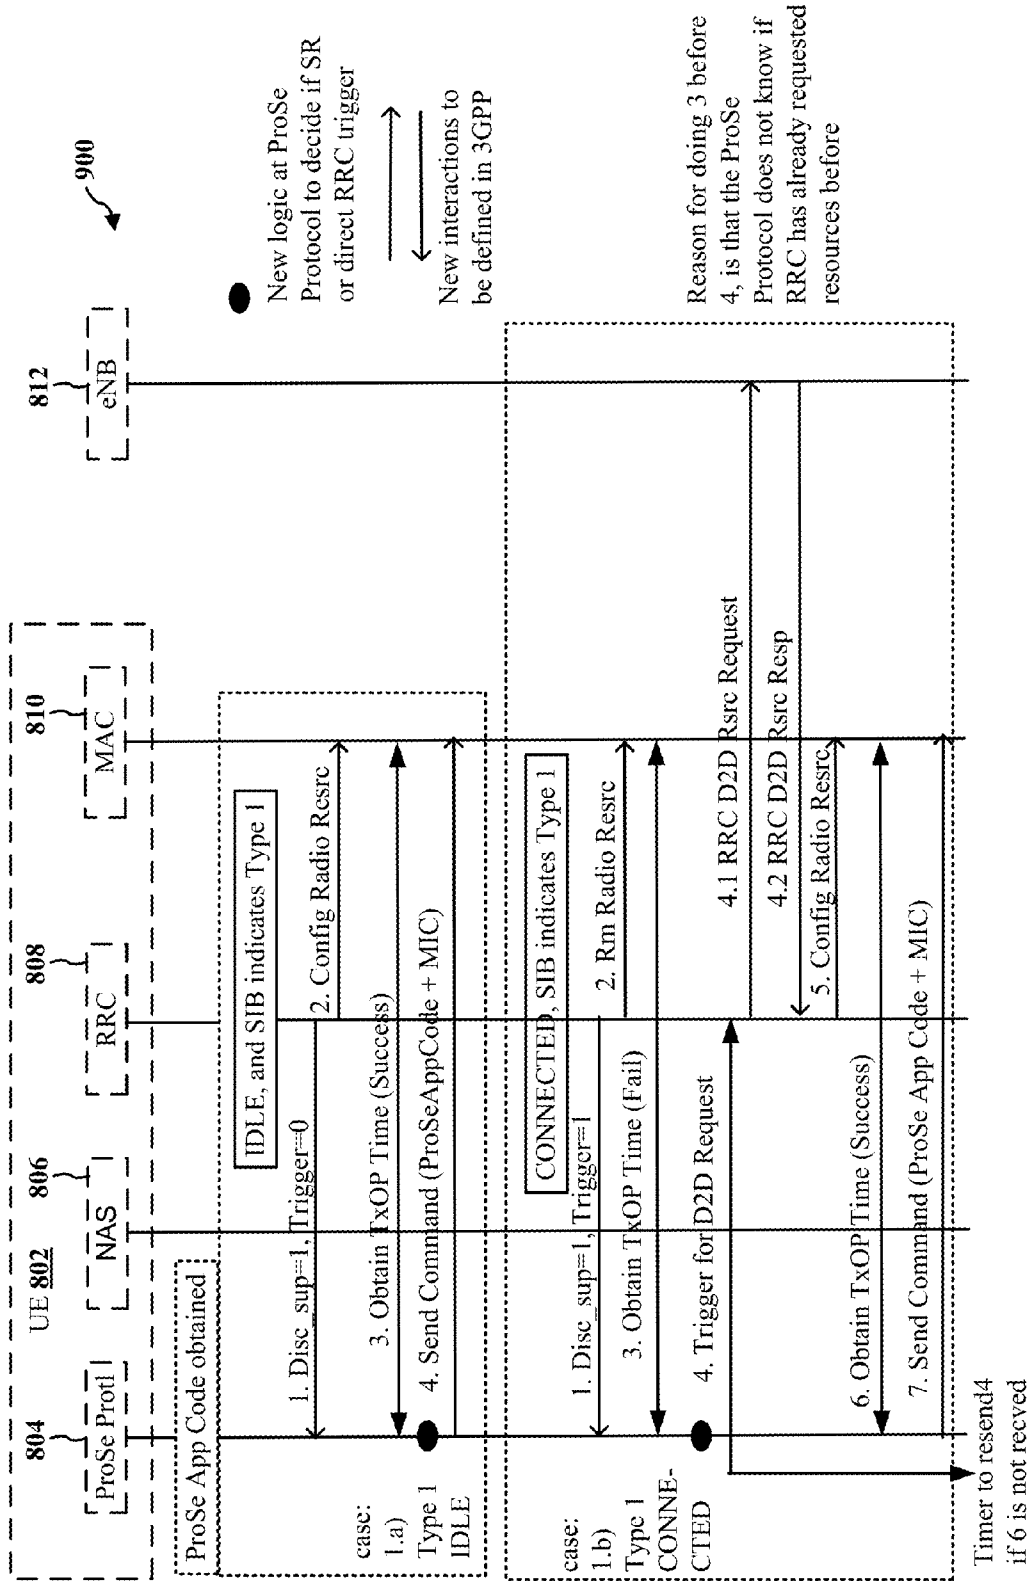 900
UE 802
804
806
808
810
812
ProSe Protl
NAS
RRC
MAC
eNB
ProSe App Code obtained
New logic at ProSe
Protocol to decide if SR
or direct RRC trigger
New interactions to
be defined in 3GPP
case:
1.a)
Type 1
IDLE
IDLE, and SIB indicates Type 1
1. Disc_sup=1, Trigger=0
2. Config Radio Resrc
3. Obtain TxOP Time (Success)
4. Send Command (ProSeAppCode + MIC)
case:
1.b)
Type 1
CONNE-
CTED
CONNECTED, SIB indicates Type 1
1. Disc_sup=1, Trigger=1
2. Rm Radio Resrc
3. Obtain TxOP Time (Fail)
4. Trigger for D2D Request
4.1 RRC D2D Rsrc Request
4.2 RRC D2D Rsrc Resp
5. Config Radio Resrc
6. Obtain TxOP Time (Success)
7. Send Command (ProSe App Code + MIC)
Reason for doing 3 before
4, is that the ProSe
Protocol does not know if
RRC has already requested
resources before
Timer to resend4
if 6 is not recved